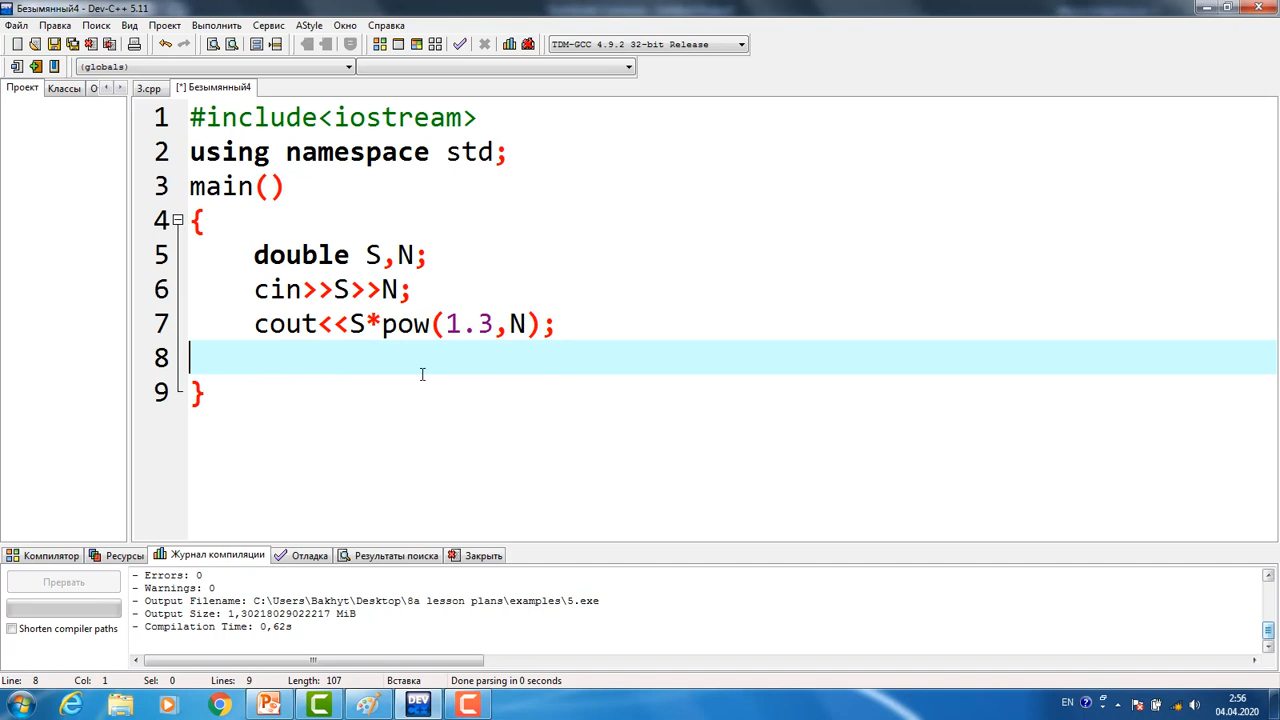 Безымянный4 - Dev-C++ 5.11
Файл Правка Поиск Вид Проект Выполнить Сервис AStyle Окно Справка
TDM-GCC 4.9.2 32-bit Release
(globals)
Проект Классы О 3.cpp [*] Безымянный4
1 #include<iostream>
2 using namespace std;
3 main()
4 {
5 double S,N;
6 cin>>S>>N;
7 cout<<S*pow(1.3,N);
8
9 }
Компилятор Ресурсы Журнал компиляции Отладка Результаты поиска Закрыть
Прервать
Shorten compiler paths
- Errors: 0
- Warnings: 0
- Output Filename: C:\Users\Bakhyt\Desktop\8a lesson plans\examples\5.exe
- Output Size: 1,30218029022217 MiB
- Compilation Time: 0,62s
Line: 8 Col: 1 Sel: 0 Lines: 9 Length: 107 Вставка Done parsing in 0 seconds
DEV
EN 2:56
04.04.2020